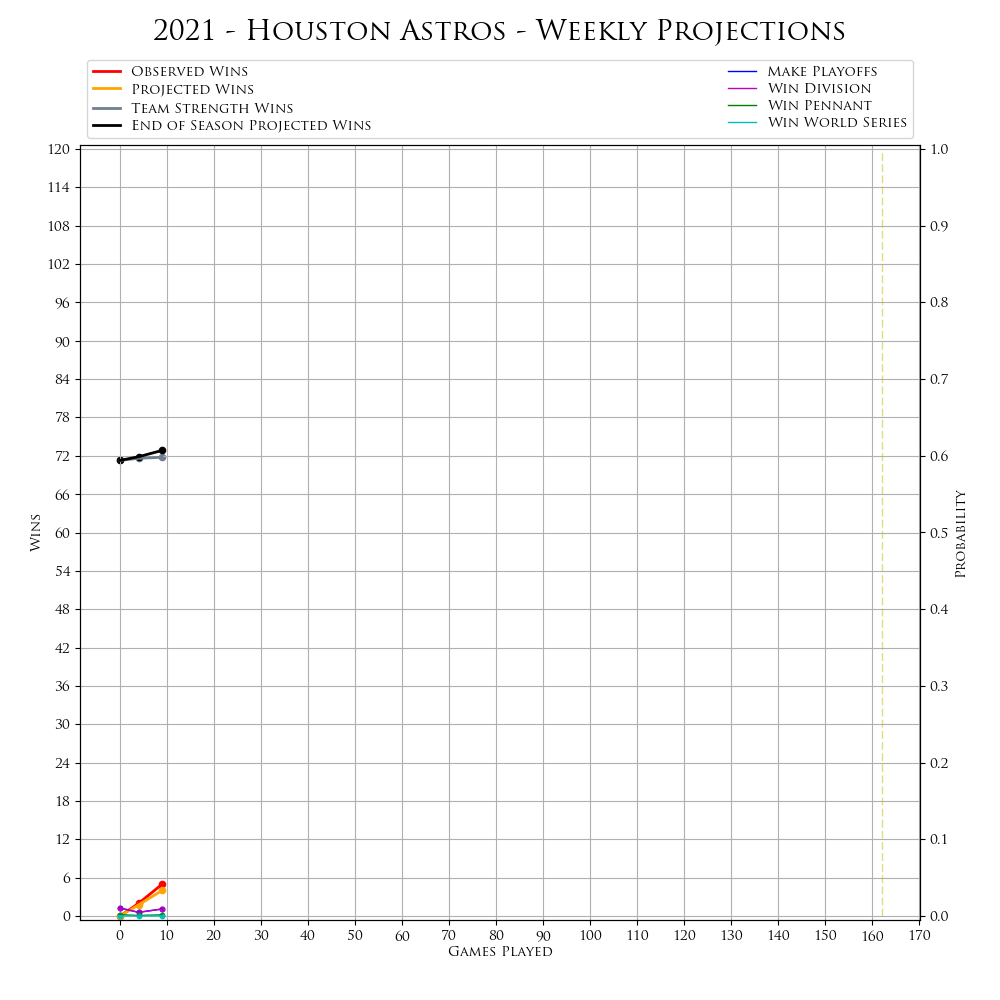 2021 - Houston Astros - Weekly Projections
Observed Wins
Projected Wins
Team Strength Wins
End of Season Projected Wins
Make Playoffs
Win Division
Win Pennant
Win World Series
120
114
108
102
96
90
84
78
72
66
60
54
48
42
36
30
24
18
12
6
0
Wins
1.0
0.9
0.8
0.7
0.6
0.5
0.4
0.3
0.2
0.1
0.0
Probability
0 10 20 30 40 50 60 70 80 90 100 110 120 130 140 150 160 170
Games Played